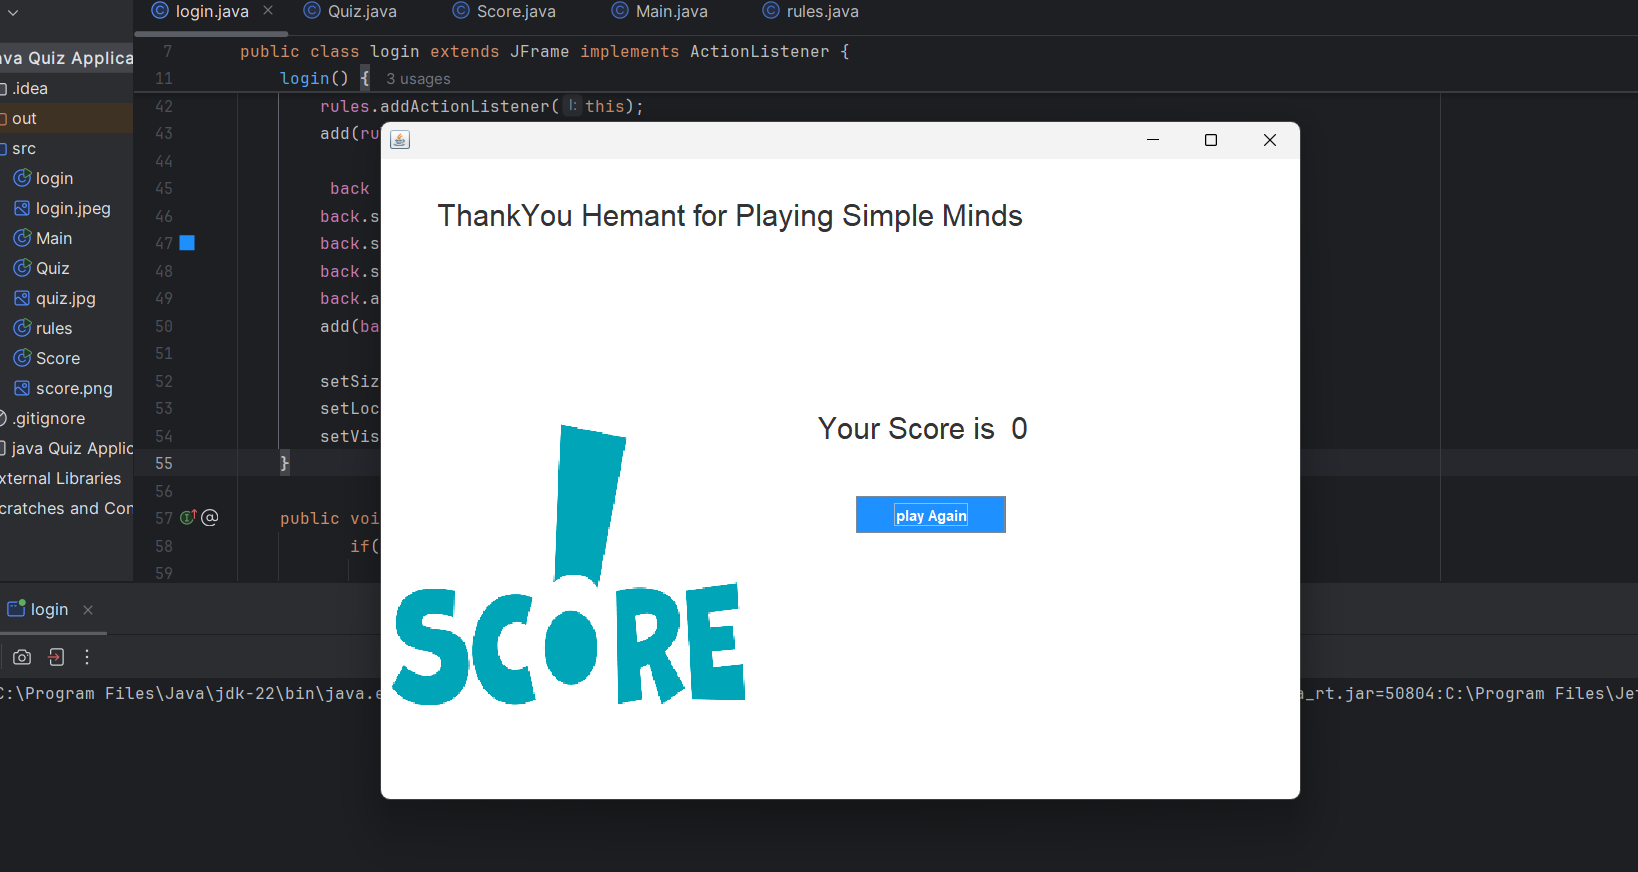 login.java
Quiz.java
Score.java
Main.java
rules.java
ava Quiz Applica
.idea
out
src
login
login.jpeg
Main
Quiz
quiz.jpg
rules
Score
score.png
.gitignore
java Quiz Applic
xternal Libraries
cratches and Con
7 public class login extends JFrame implements ActionListener {
11 login() { 3 usages
42 rules.addActionListener( l: this);
43 add(ru
44
45 back
46 back.s
47 back.s
48 back.s
49 back.a
50 add(ba
51
52 setSiz
53 setLoc
54 setVis
55 }
56
57 @ public voi
58 if(
59
ThankYou Hemant for Playing Simple Minds
Your Score is 0
play Again
SCORE
login
C:\Program Files\Java\jdk-22\bin\java.e
a_rt.jar=50804:C:\Program Files\Jet